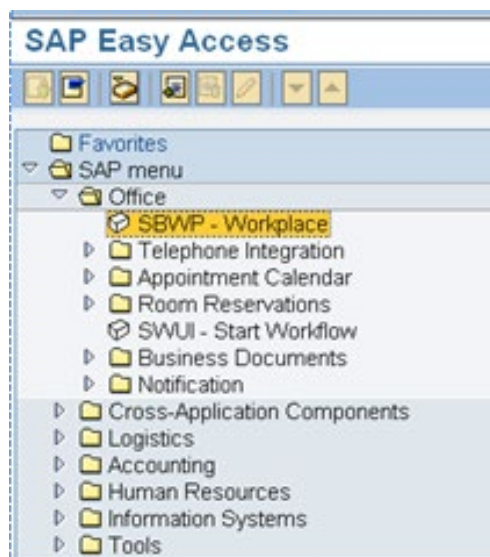 SAP Easy Access
Favorites
SAP menu
Office
SBWP - Workplace
Telephone Integration
Appointment Calendar
Room Reservations
SWUI - Start Workflow
Business Documents
Notification
Cross-Application Components
Logistics
Accounting
Human Resources
Information Systems
Tools